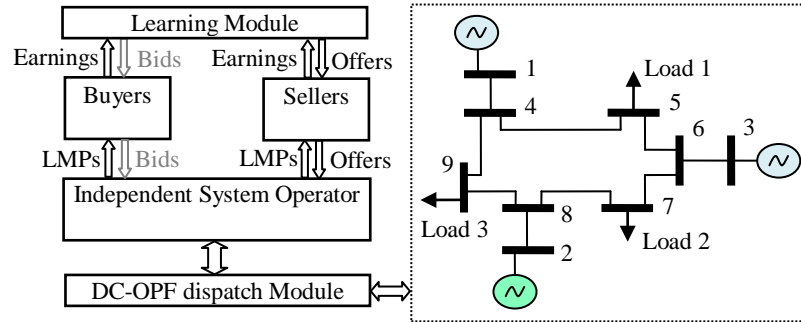 Learning Module
Earnings Bids Earnings Offers
Buyers Sellers
LMPs Bids LMPs Offers
Independent System Operator
DC-OPF dispatch Module
1
Load 1
4 5
6 3
9
8 7
Load 3
Load 2
2